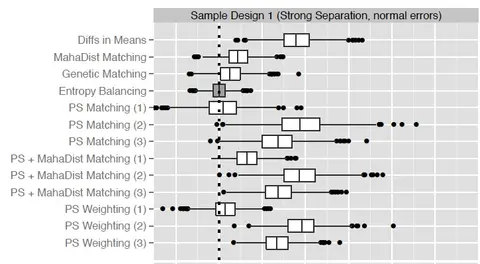 Sample Design 1 (Strong Separation, normal errors)
Diffs in Means
MahaDist Matching
Genetic Matching
Entropy Balancing
PS Matching (1)
PS Matching (2)
PS Matching (3)
PS + MahaDist Matching (1)
PS + MahaDist Matching (2)
PS + MahaDist Matching (3)
PS Weighting (1)
PS Weighting (2)
PS Weighting (3)